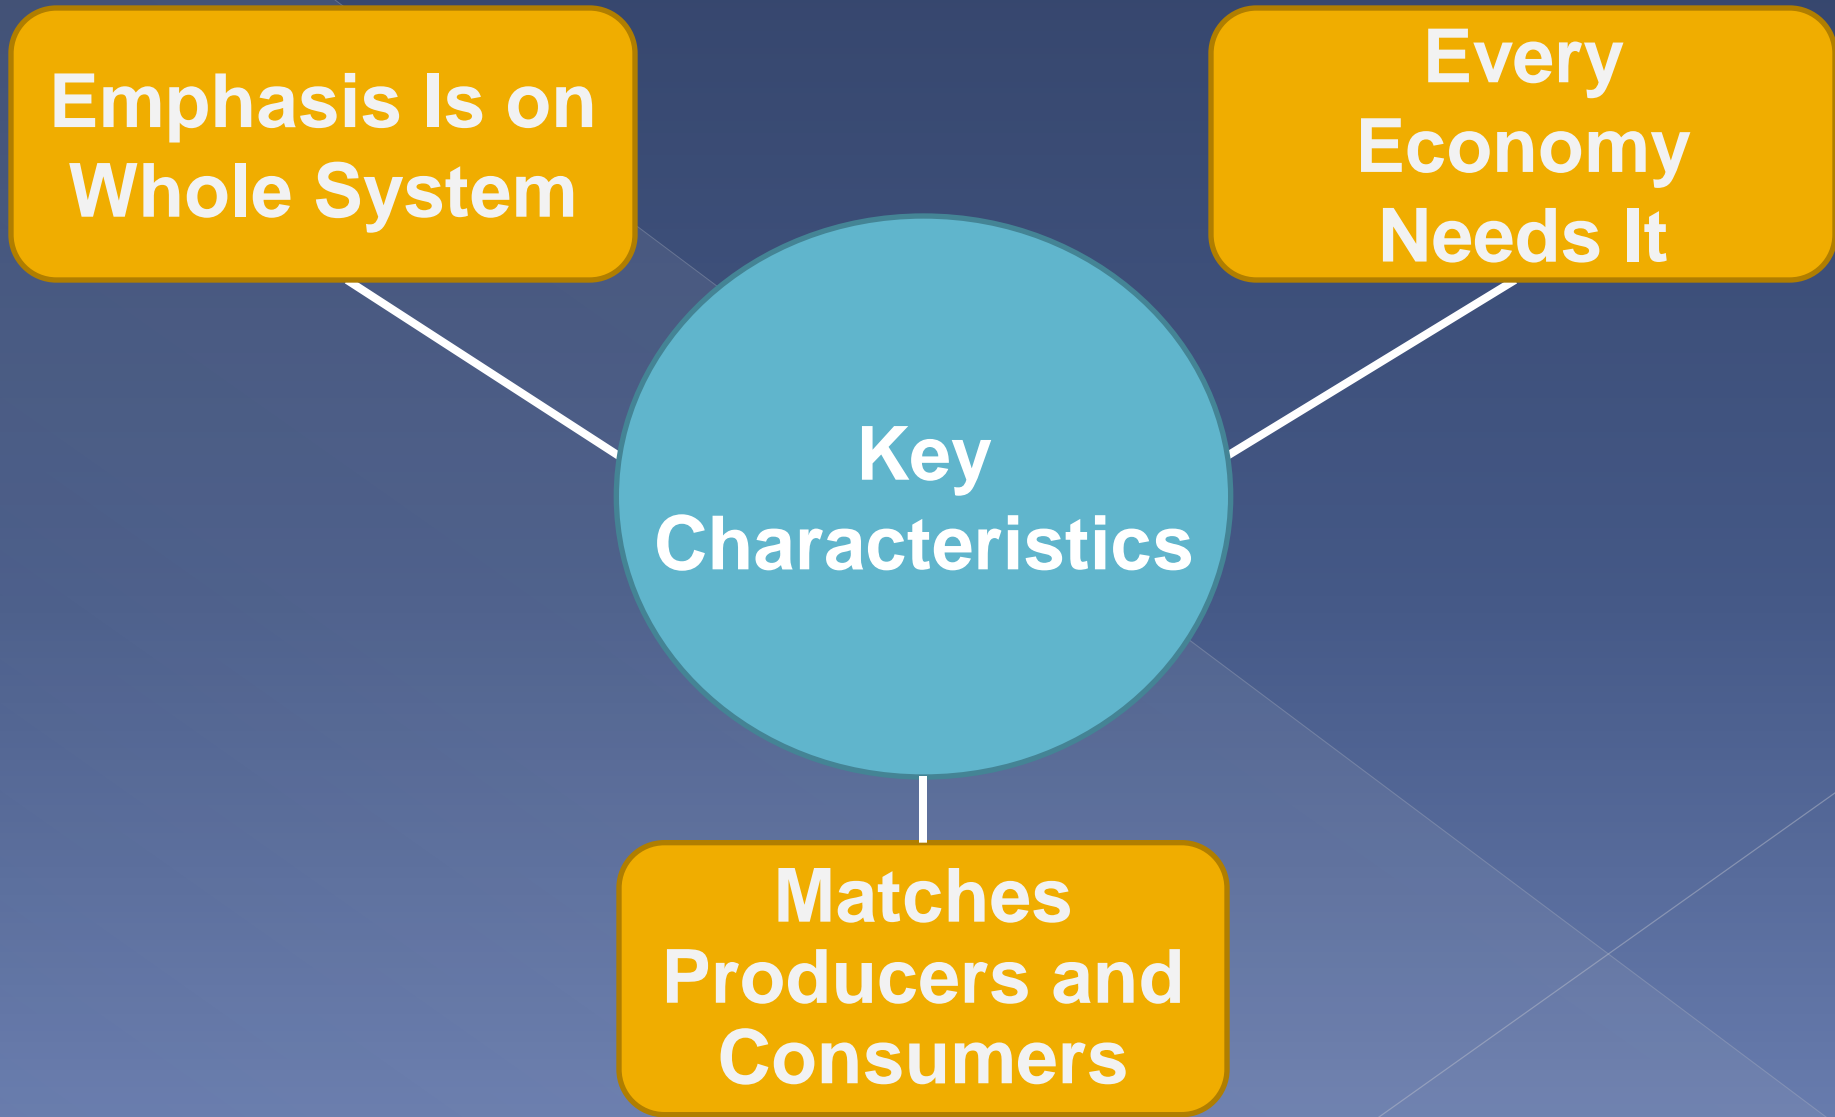 Emphasis Is on
Whole System
Every
Economy
Needs It
Key
Characteristics
Matches
Producers and
Consumers